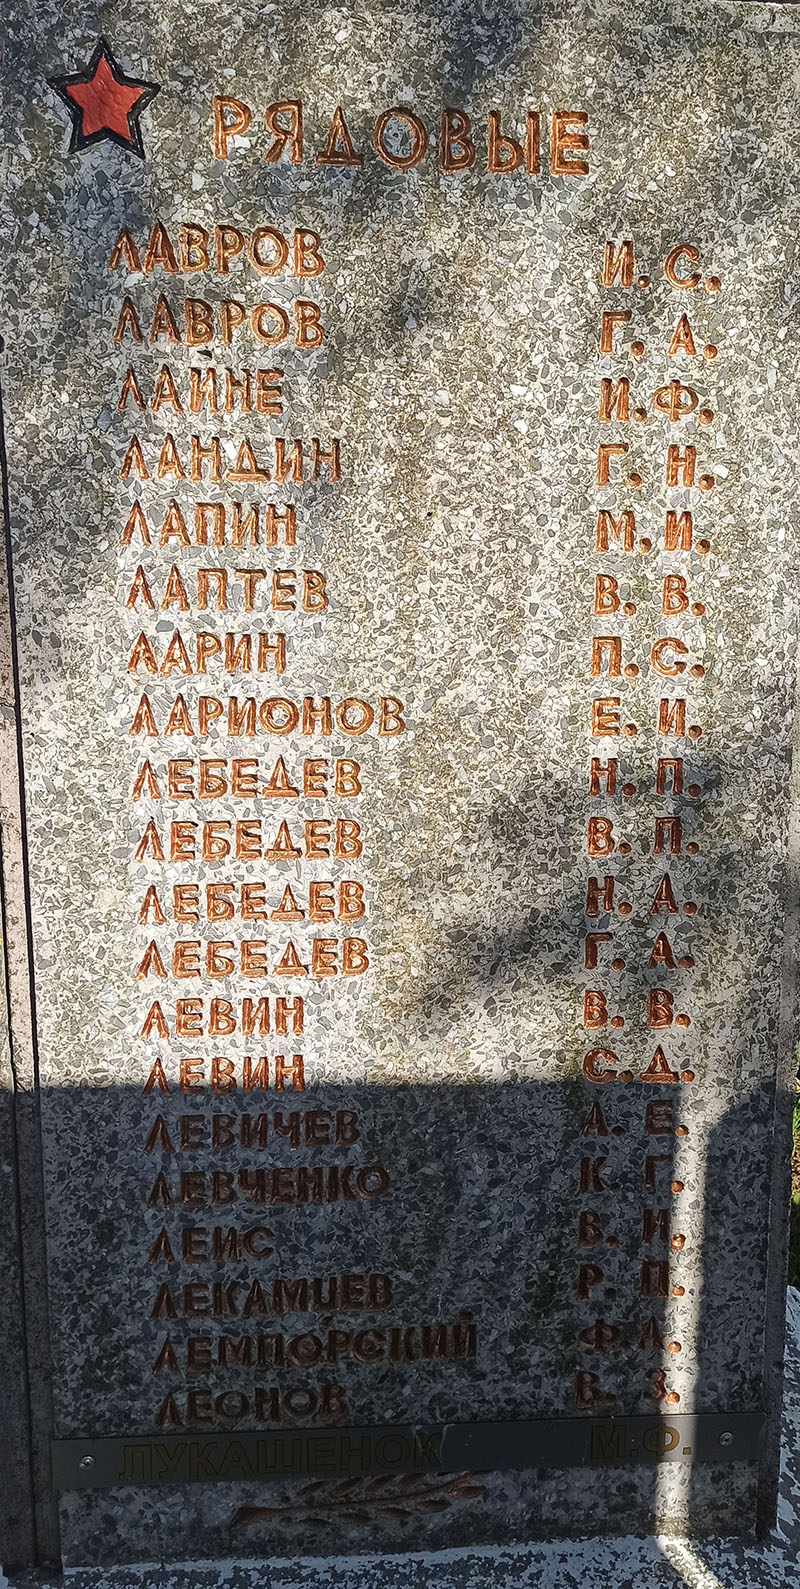 РЯДОВЫЕ
ЛАВРОВ И. С.
ЛАВРОВ Г. А.
ЛАЙНЕ И. Ф.
ЛАНДИН Г. Н.
ЛАПИН М. И.
ЛАПТЕВ В. В.
ЛАРИН П. С.
ЛАРИОНОВ Е. И.
ЛЕБЕДЕВ Н. П.
ЛЕБЕДЕВ В. П.
ЛЕБЕДЕВ Н. А.
ЛЕБЕДЕВ Г. А.
ЛЕВИН В. В.
ЛЕВИН С. Д.
ЛЕВИЧЕВ А. Е.
ЛЕВЧЕНКО К Г.
ЛЕИС В. И.
ЛЕКАМЦЕВ Р. П.
ЛЕМПОРСКИЙ Ф. А.
ЛЕОНОВ В. З.
ЛУКАШЕНОК М.Ф.